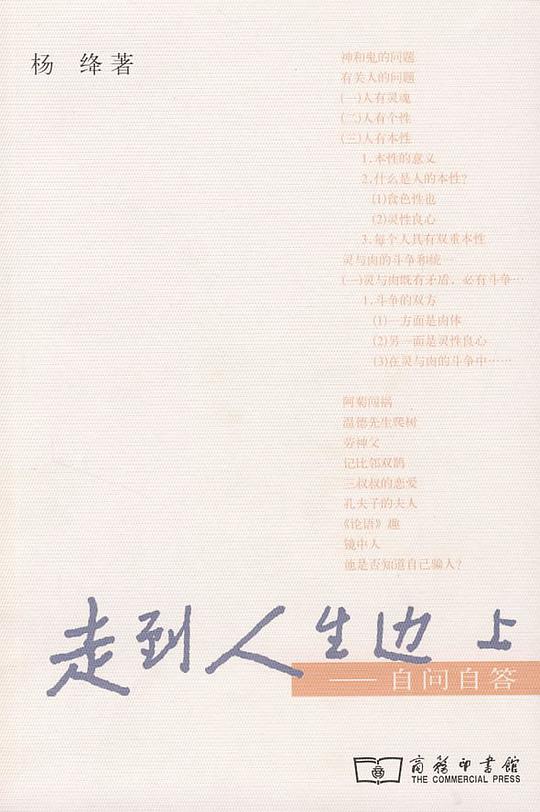 杨 绛 著
神和鬼的问题
有关人的问题
(一)人有灵魂
(二)人有个性
(三)人有本性
1.本性的意义
2.什么是人的本性?
(1)食色性也
(2)灵性良心
3.每个人具有双重本性
灵与肉的斗争和统一
(一)灵与肉既有矛盾，必有斗争…
1.斗争的双方
(1)一方面是肉体
(2)另一面是灵性良心
(3)在灵与肉的斗争中……
阿菊闯祸
温德先生爬树
劳神父
记比邻双鹊
三叔叔的恋爱
孔夫子的夫人
《论语》趣
镜中人
他是否知道自己骗人?
走到人生边上
——自问自答
商務印書館
THE COMMERCIAL PRESS